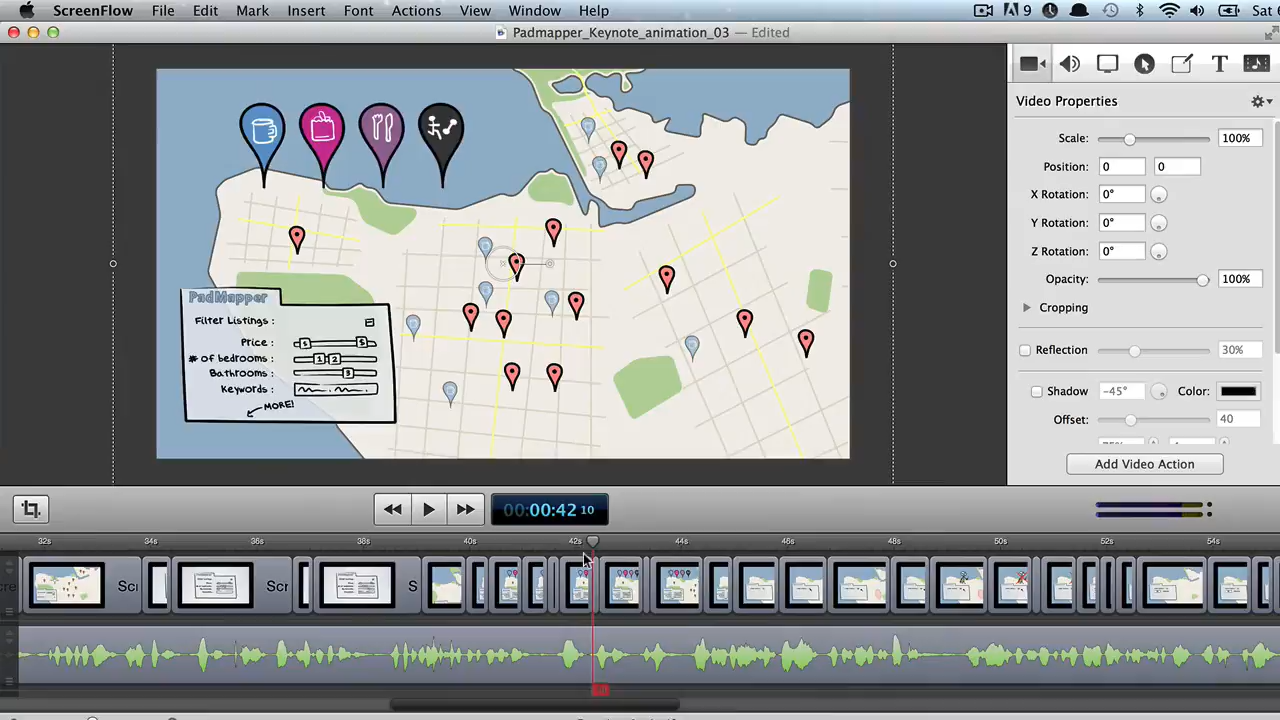 ScreenFlow File Edit Mark Insert Font Actions View Window Help 9 Sat
Padmapper_Keynote_animation_03 — Edited
Video Properties
Scale: 100%
Position: 0 0
X Rotation: 0°
Y Rotation: 0°
Z Rotation: 0°
Opacity: 100%
Cropping
Reflection 30%
Shadow -45° Color:
Offset: 40
Add Video Action
PadMapper
Filter Listings :
Price : $ $
# of bedrooms : 1 2
Bathrooms : 3
Keywords :
MORE!
00:00:42 10
32s 34s 36s 38s 40s 42s 44s 46s 48s 50s 52s 54s
Scr Scr S